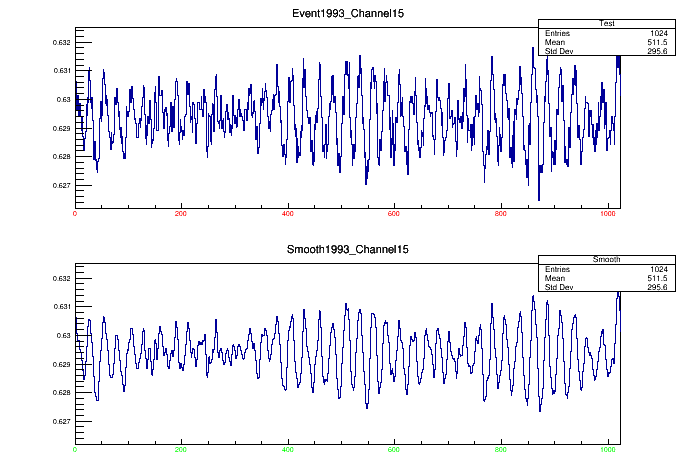 Event1993_Channel15
Test
Entries 1024
Mean 511.5
Std Dev 295.6
0.632
0.631
0.63
0.629
0.628
0.627
0 200 400 600 800 1000
Smooth1993_Channel15
Smooth
Entries 1024
Mean 511.5
Std Dev 295.6
0.632
0.631
0.63
0.629
0.628
0.627
0 200 400 600 800 1000